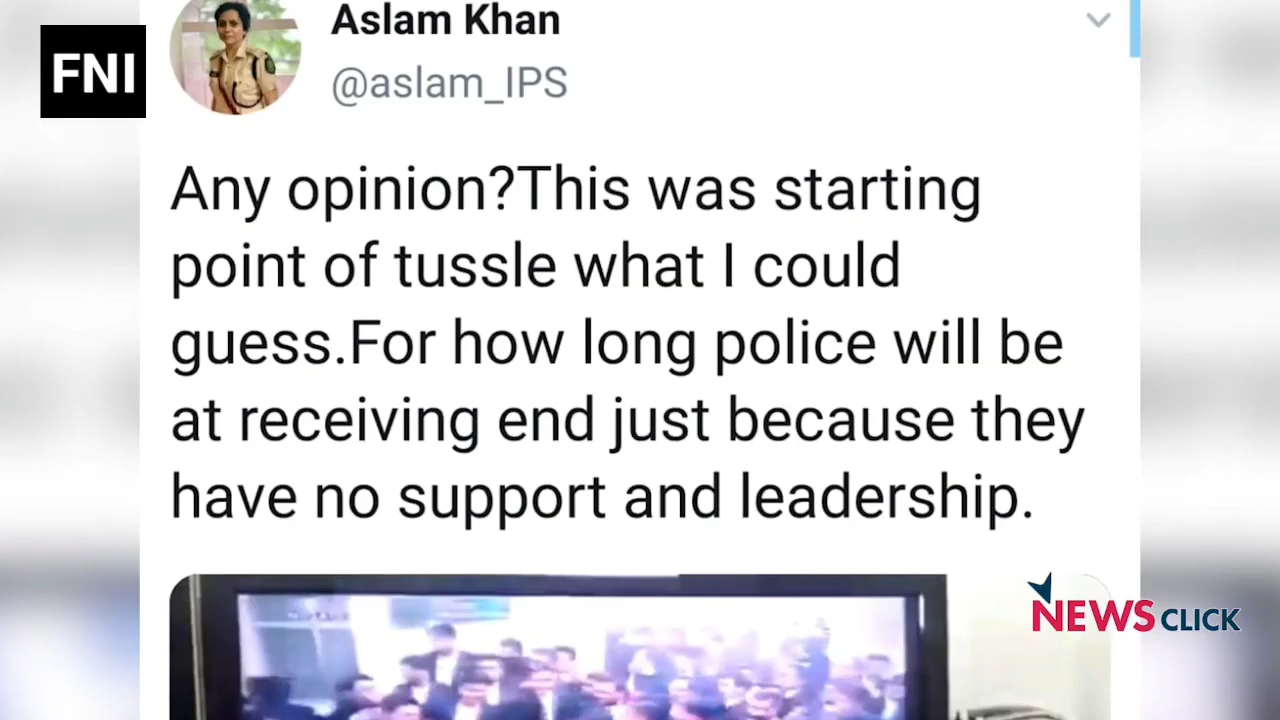 FNI
Aslam Khan
@aslam_IPS
Any opinion?This was starting
point of tussle what I could
guess.For how long police will be
at receiving end just because they
have no support and leadership.
NEWSCLICK